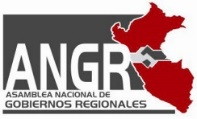 ANGR
ASAMBLEA NACIONAL DE
GOBIERNOS REGIONALES